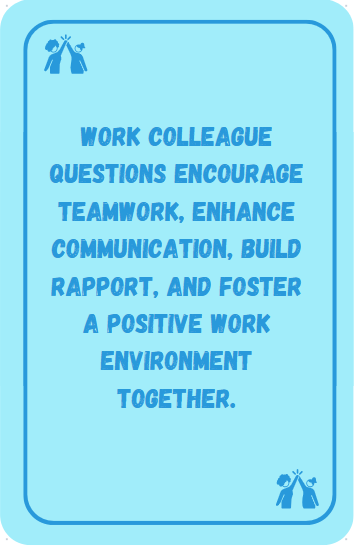 WORK COLLEAGUE
QUESTIONS ENCOURAGE
TEAMWORK, ENHANCE
COMMUNICATION, BUILD
RAPPORT, AND FOSTER
A POSITIVE WORK
ENVIRONMENT
TOGETHER.